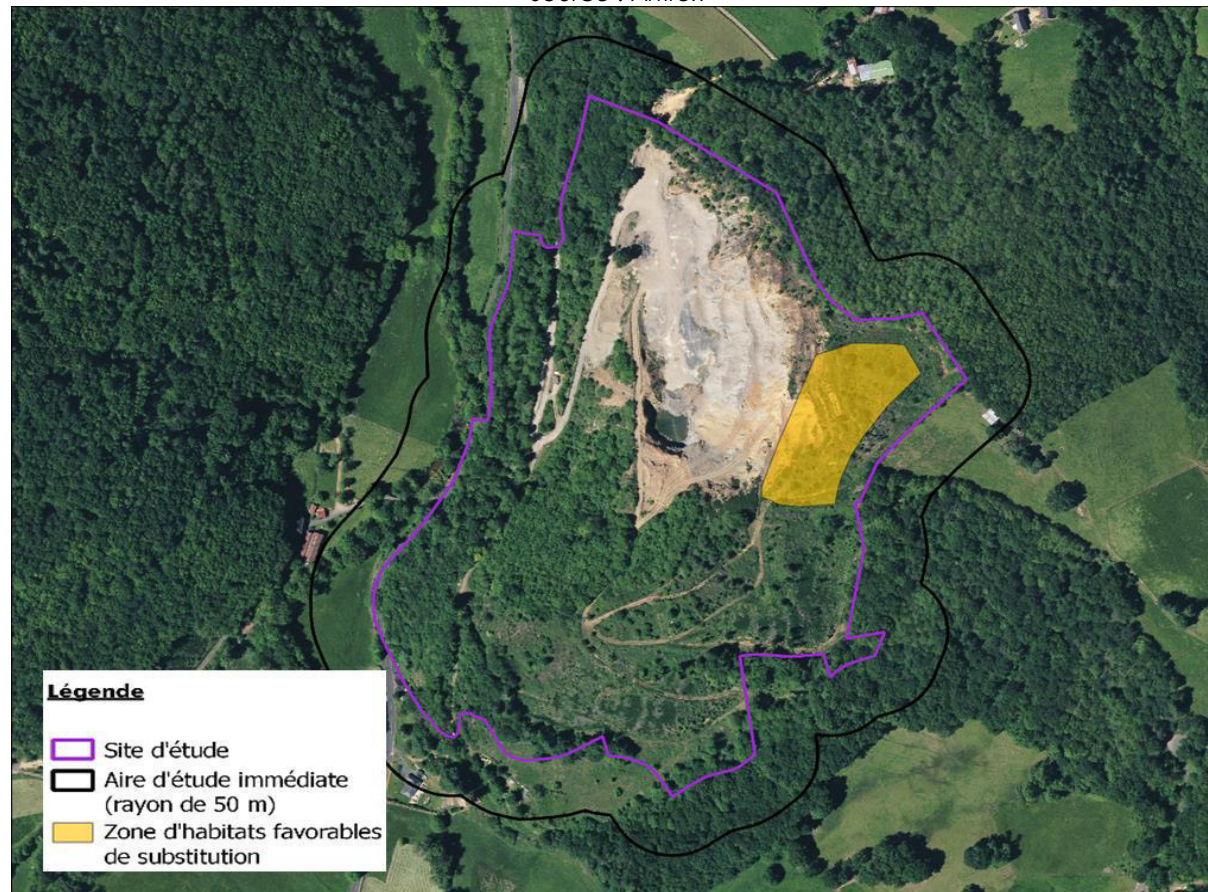 Légende
Site d'étude
Aire d'étude immédiate
(rayon de 50 m)
Zone d'habitats favorables
de substitution